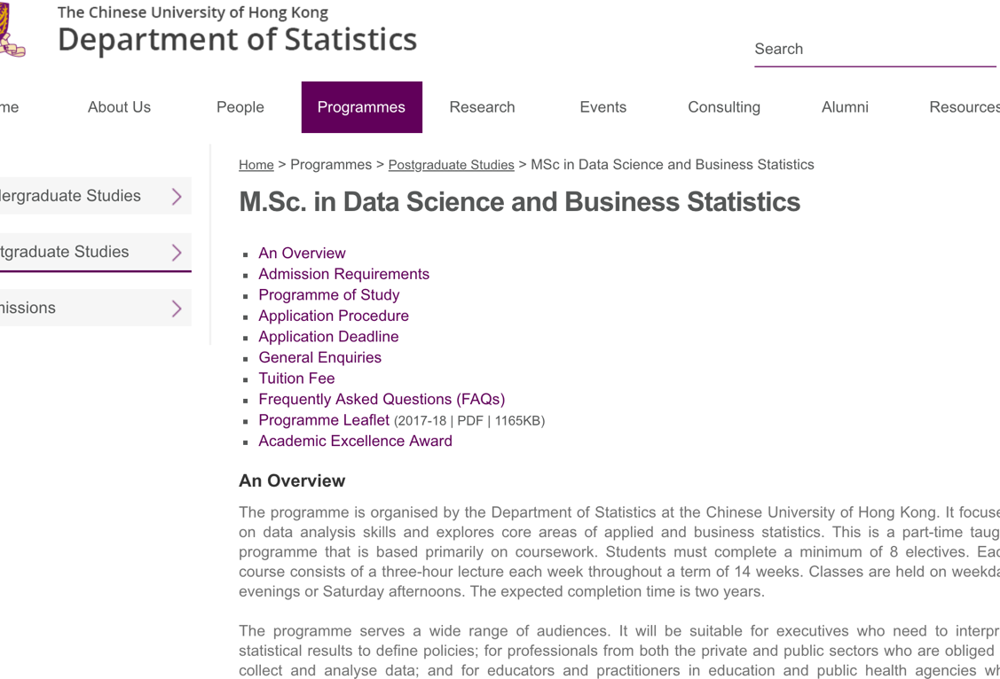 The Chinese University of Hong Kong
Department of Statistics
Search
me
About Us
People
Programmes
Research
Events
Consulting
Alumni
Resources
Home > Programmes > Postgraduate Studies > MSc in Data Science and Business Statistics
ergraduate Studies
tgraduate Studies
issions
M.Sc. in Data Science and Business Statistics
An Overview
Admission Requirements
Programme of Study
Application Procedure
Application Deadline
General Enquiries
Tuition Fee
Frequently Asked Questions (FAQs)
Programme Leaflet (2017-18 | PDF | 1165KB)
Academic Excellence Award
An Overview
The programme is organised by the Department of Statistics at the Chinese University of Hong Kong. It focuse
on data analysis skills and explores core areas of applied and business statistics. This is a part-time taug
programme that is based primarily on coursework. Students must complete a minimum of 8 electives. Eac
course consists of a three-hour lecture each week throughout a term of 14 weeks. Classes are held on weekda
evenings or Saturday afternoons. The expected completion time is two years.
The programme serves a wide range of audiences. It will be suitable for executives who need to interpr
statistical results to define policies; for professionals from both the private and public sectors who are obliged
collect and analyse data; and for educators and practitioners in education and public health agencies wh